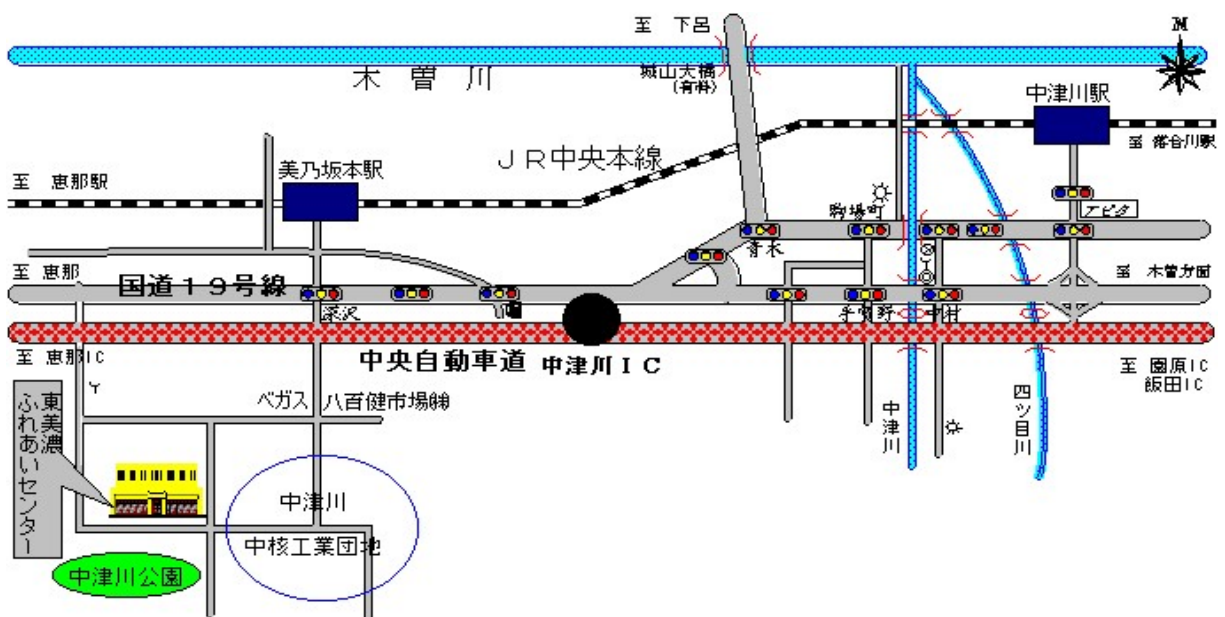 至 下呂
N
木曽川
城山大橋
(有料)
中津川駅
JR中央本線
至 落合川駅
美乃坂本駅
至 恵那駅
駒場町
アピタ
青木
至 恵那
国道19号線
至 木曽方面
深沢
手賀野
中村
至 恵那IC
中央自動車道
中津川IC
至 園原IC
飯田IC
ベガス
八百健市場㈱
中津川
四ツ目川
東美濃
ふれあいセンター
中津川
中核工業団地
中津川公園